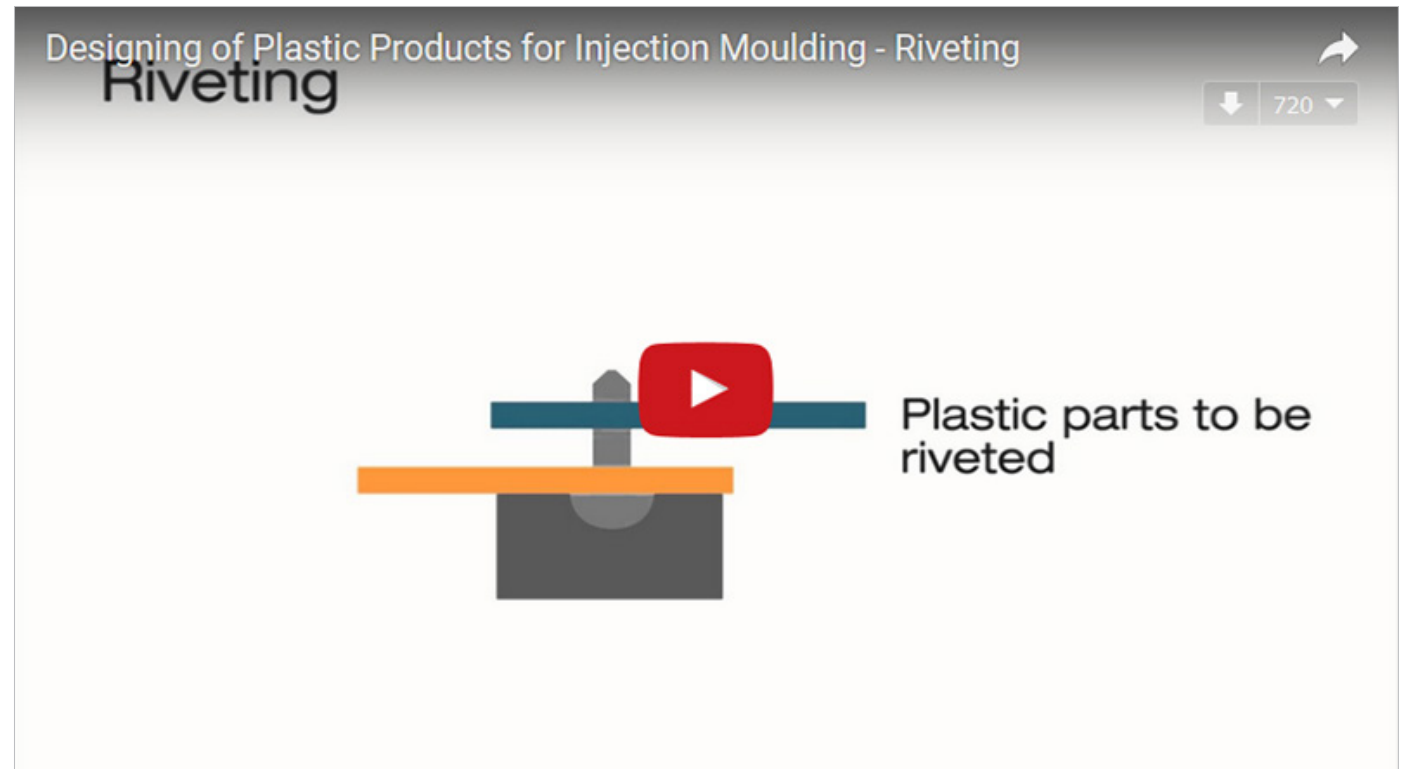 Designing of Plastic Products for Injection Moulding - Riveting
Riveting
720
Plastic parts to be
riveted